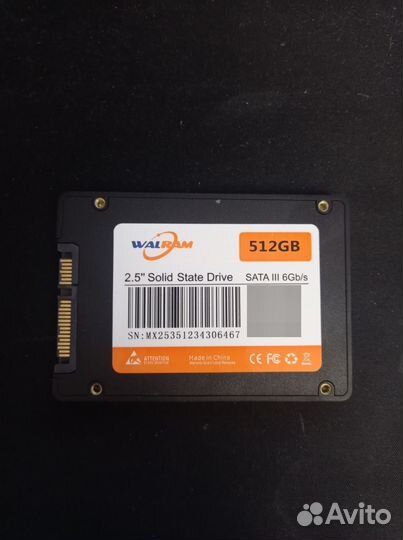 WALRAM
512GB
2.5" Solid State Drive SATA III 6Gb/s
SN:MX25351234306467
ATTENTION Made in China
Avito